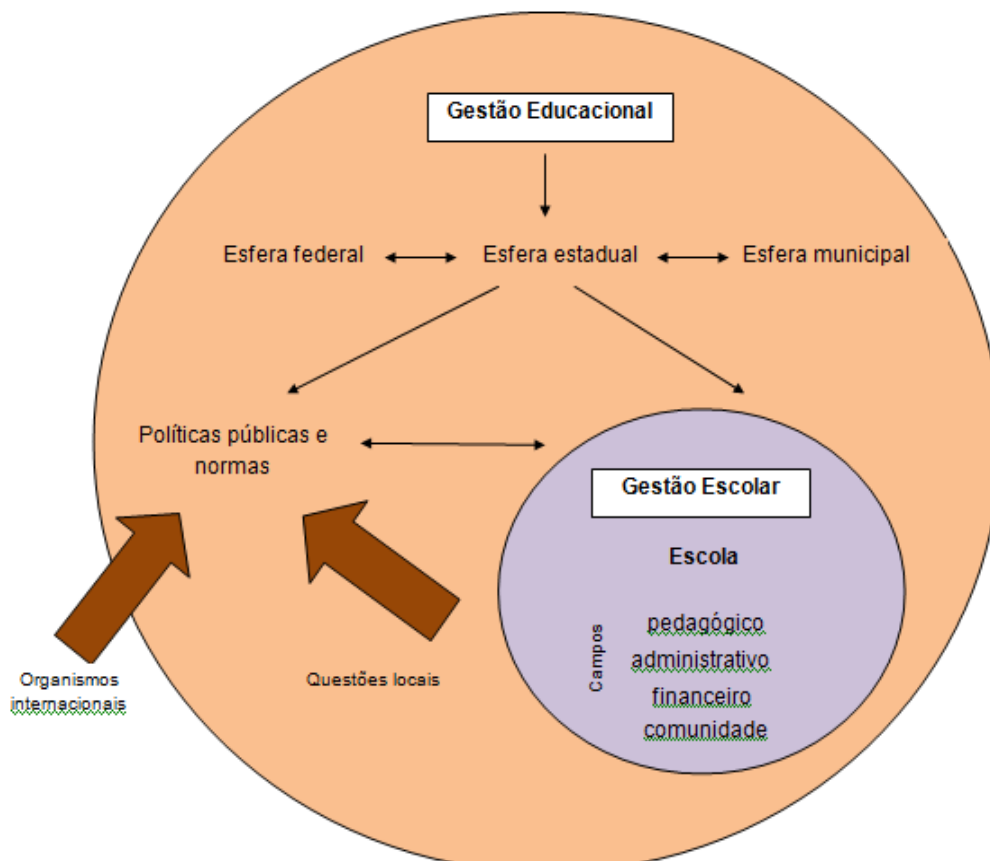 Gestão Educacional
Esfera federal
Esfera estadual
Esfera municipal
Políticas públicas e
normas
Gestão Escolar
Escola
Campos
pedagógico
administrativo
financeiro
comunidade
Organismos
internacionais
Questões locais